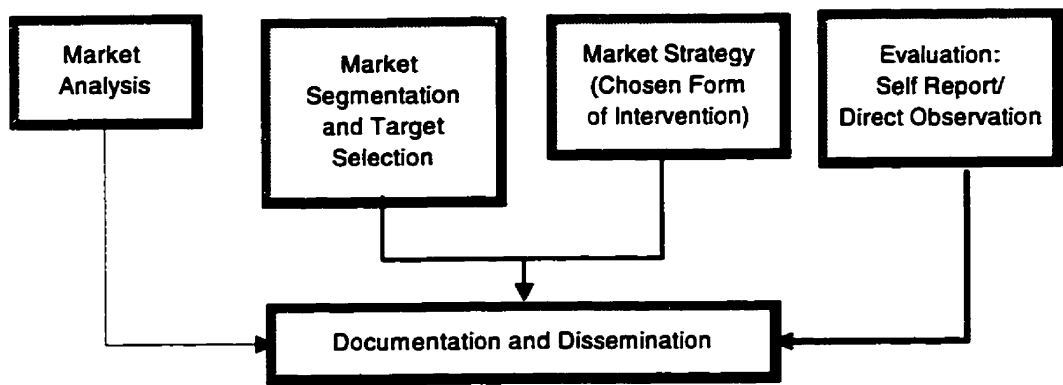 Market
Analysis
Market
Segmentation
and Target
Selection
Market Strategy
(Chosen Form
of Intervention)
Evaluation:
Self Report/
Direct Observation
Documentation and Dissemination